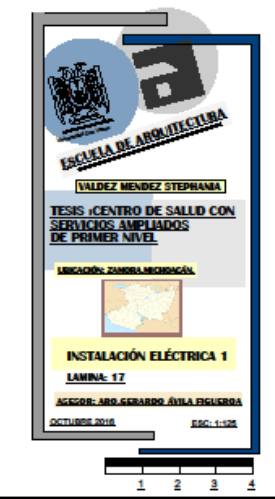 ESCUELA DE ARQUITECTURA
VALDEZ MENDEZ STEPHANIA
TESIS :CENTRO DE SALUD CON
SERVICIOS AMPLIADOS
DE PRIMER NIVEL
UBICACIÓN: ZAMORA,MICHOACÁN.
INSTALACIÓN ELÉCTRICA 1
LAMINA: 17
ASESOR: ARQ.GERARDO ÁVILA FIGUEROA
OCTUBRE 2016 ESC: 1:125
1 2 3 4